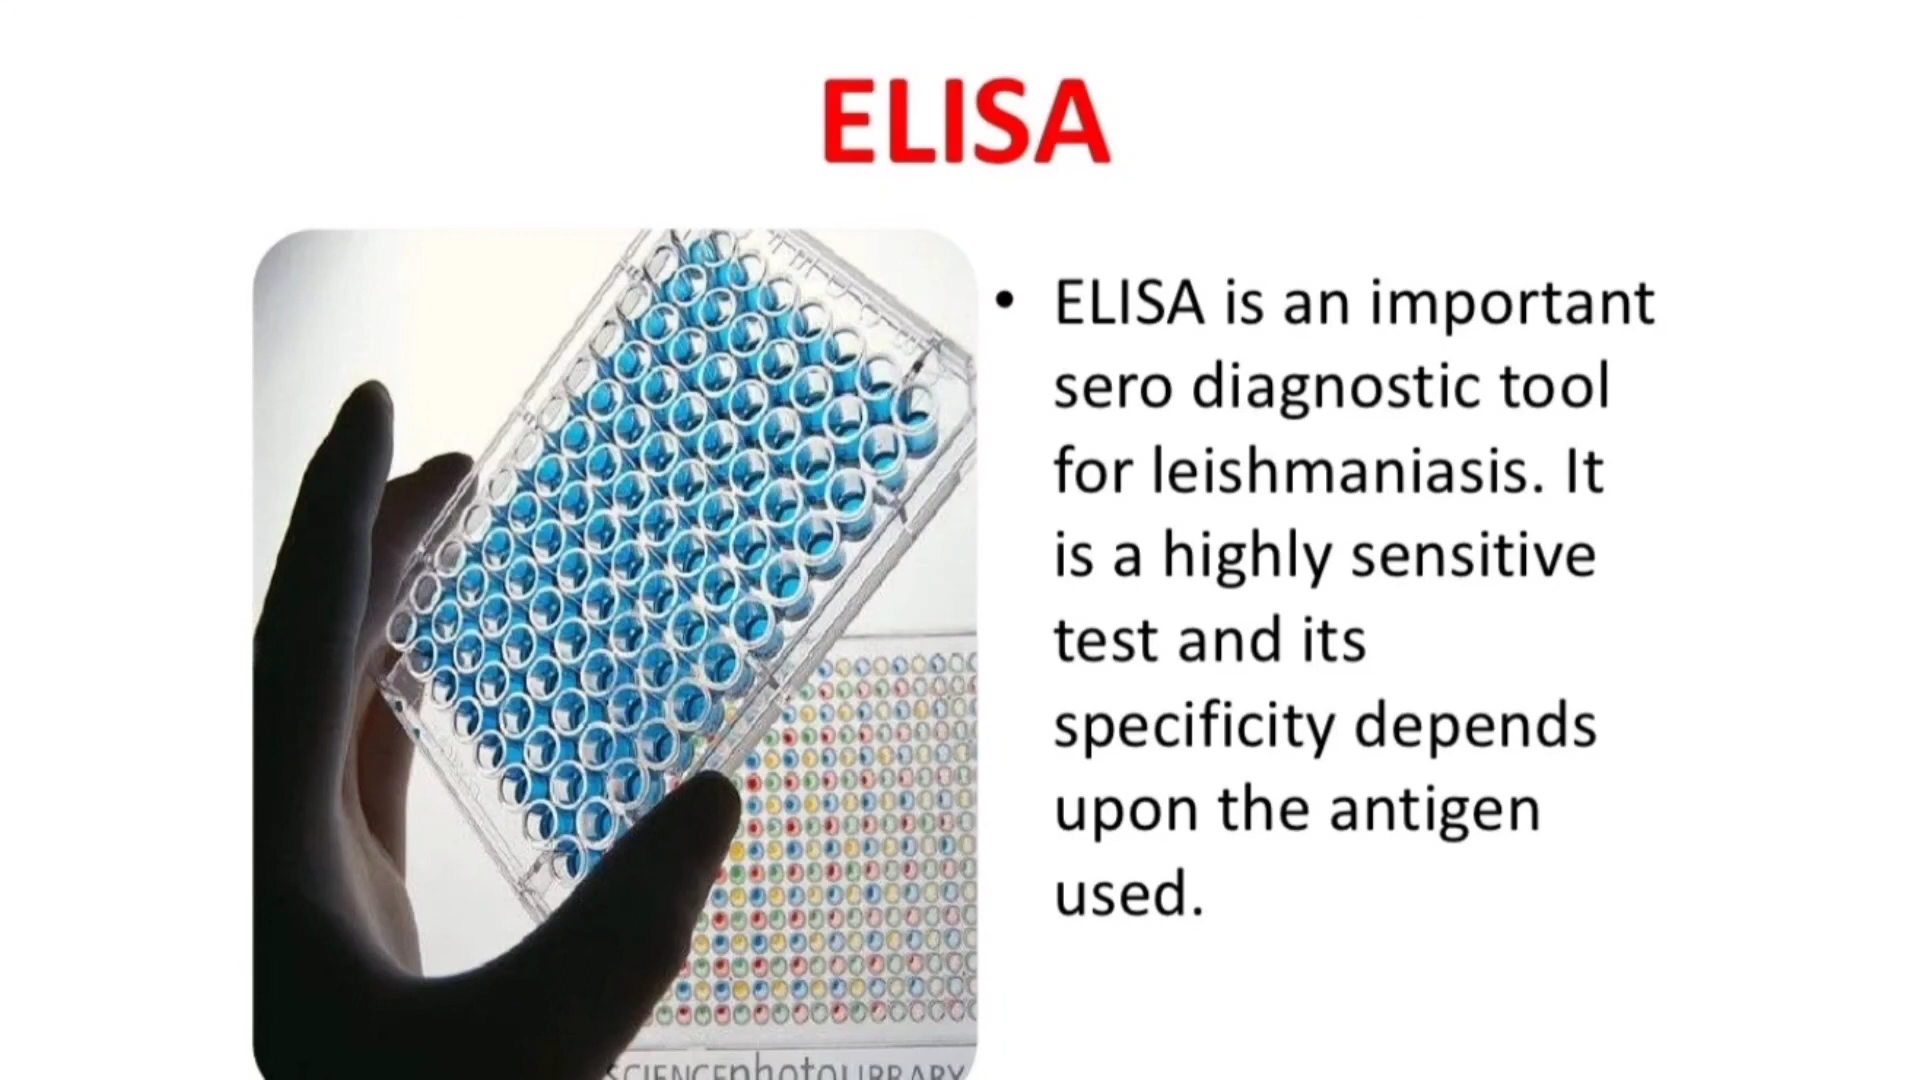 ELISA
• ELISA is an important
sero diagnostic tool
for leishmaniasis. It
is a highly sensitive
test and its
specificity depends
upon the antigen
used.
SCIENCEphotoLIBRARY